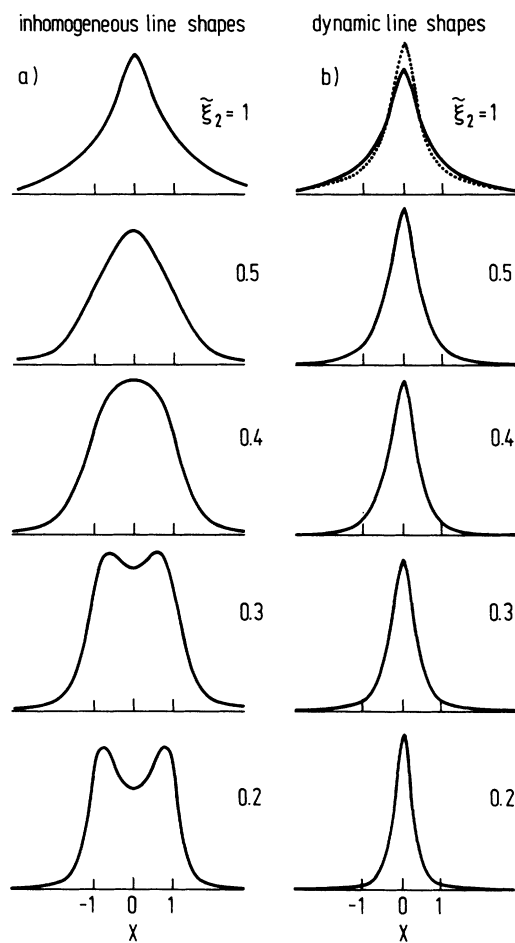 inhomogeneous line shapes
dynamic line shapes
a)
b)
ξ̃₂ = 1
ξ̃₂ = 1
0.5
0.5
0.4
0.4
0.3
0.3
0.2
0.2
-1 0 1
-1 0 1
X
X